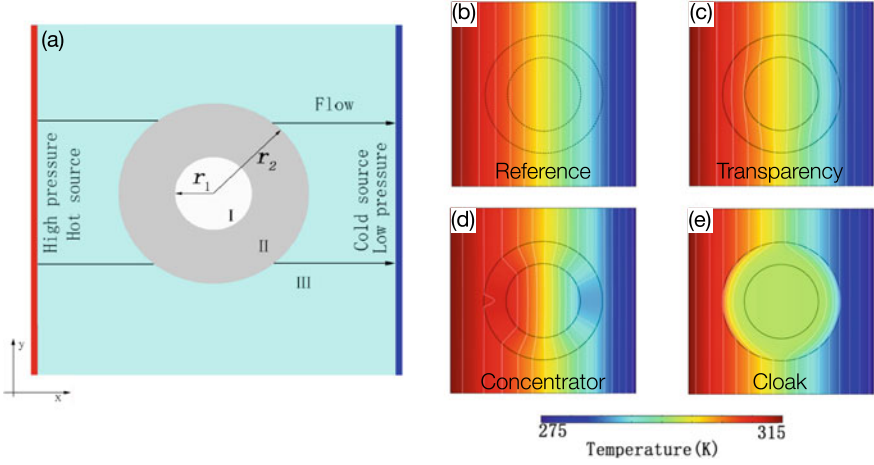 (a)
Flow
High pressure
Hot source
r1
r2
I
II
III
Cold source
Low pressure
y
x
(b)
Reference
(c)
Transparency
(d)
Concentrator
(e)
Cloak
275
315
Temperature(K)